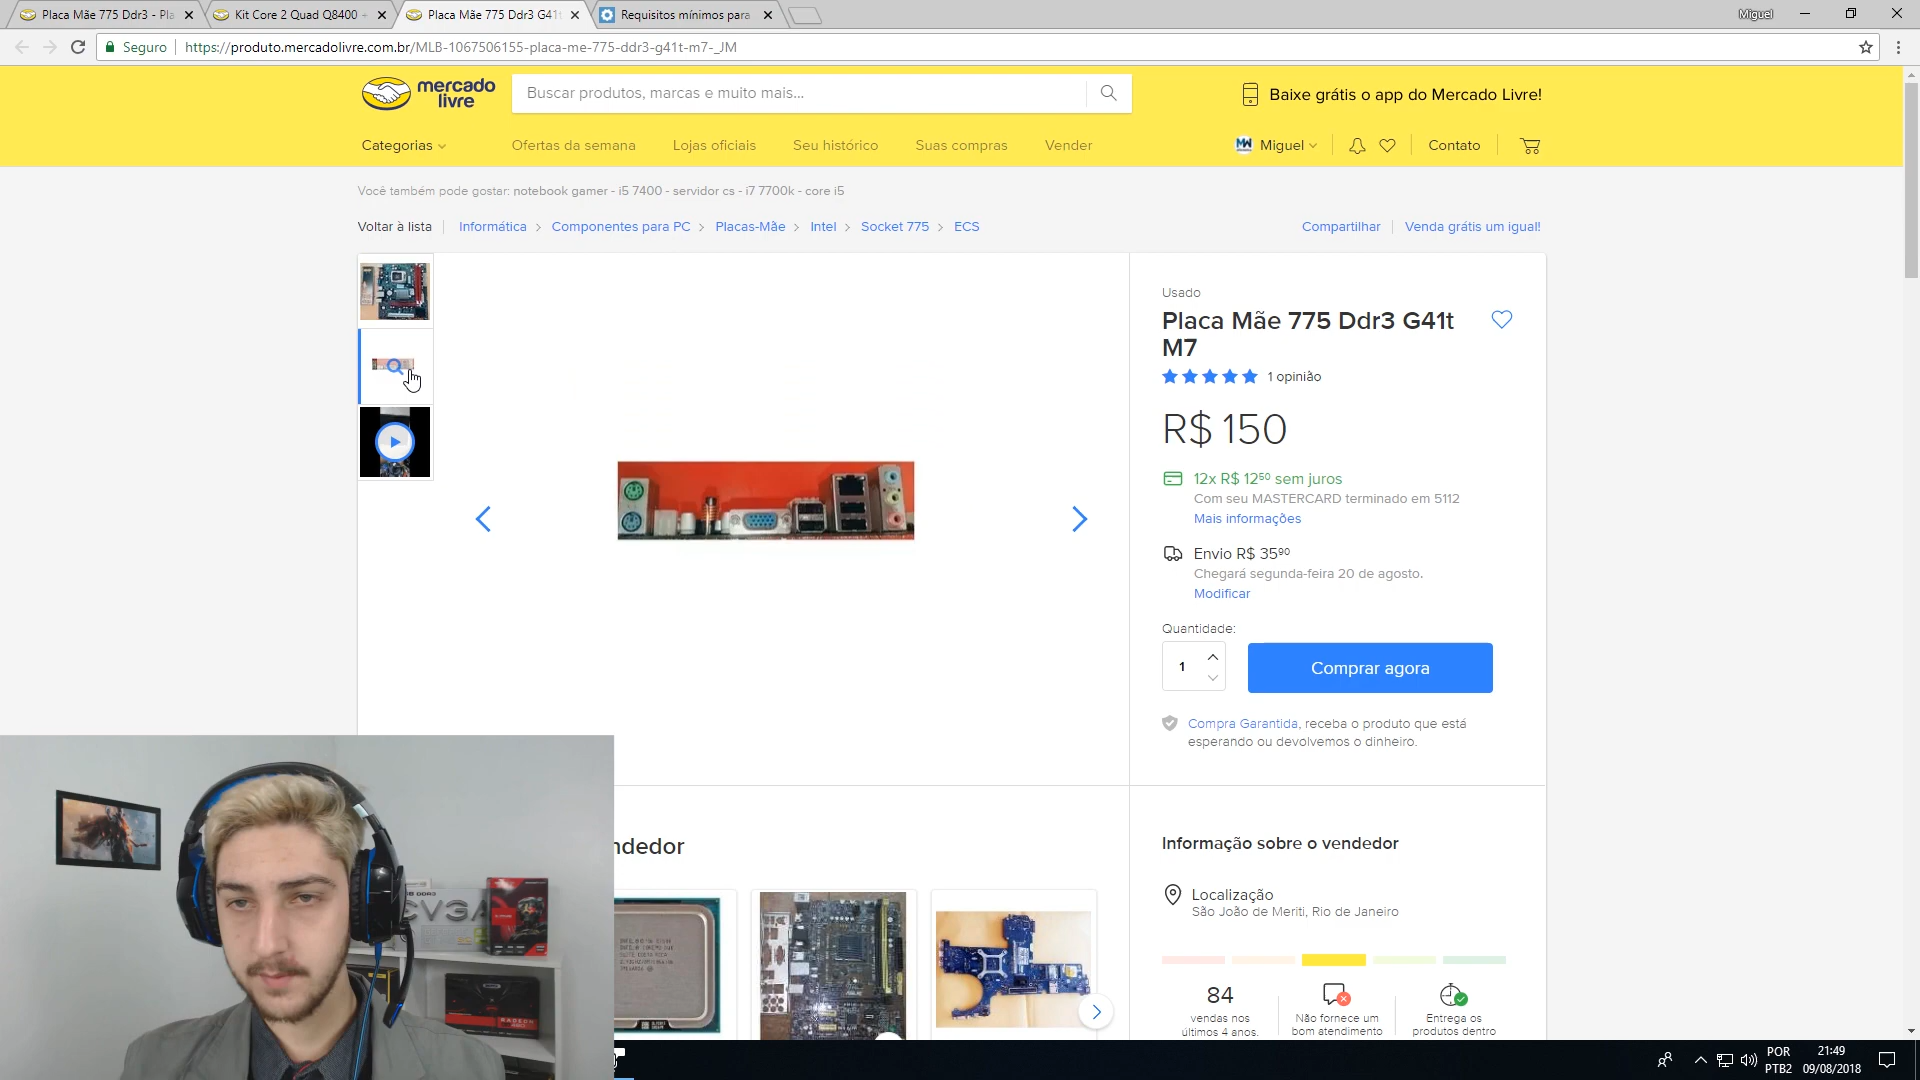 Placa Mãe 775 Ddr3 - Pla
Kit Core 2 Quad Q8400 +
Placa Mãe 775 Ddr3 G41t
Requisitos mínimos para
Miguel
Seguro
https://produto.mercadolivre.com.br/MLB-1067506155-placa-me-775-ddr3-g41t-m7-_JM
mercado
livre
Buscar produtos, marcas e muito mais...
Baixe grátis o app do Mercado Livre!
Categorias
Ofertas da semana
Lojas oficiais
Seu histórico
Suas compras
Vender
Miguel
Contato
Você também pode gostar: notebook gamer - i5 7400 - servidor cs - i7 7700k - core i5
Voltar à lista
Informática > Componentes para PC > Placas-Mãe > Intel > Socket 775 > ECS
Compartilhar
Venda grátis um igual!
Usado
Placa Mãe 775 Ddr3 G41t
M7
1 opinião
R$ 150
12x R$ 12⁵⁰ sem juros
Com seu MASTERCARD terminado em 5112
Mais informações
Envio R$ 35⁹⁰
Chegará segunda-feira 20 de agosto.
Modificar
Quantidade:
1
Comprar agora
Compra Garantida, receba o produto que está
esperando ou devolvemos o dinheiro.
ndedor
Informação sobre o vendedor
Localização
São João de Meriti, Rio de Janeiro
84
vendas nos
últimos 4 anos.
Não fornece um
bom atendimento
Entrega os
produtos dentro
EVGA
RADEON
POR
PTB2
21:49
09/08/2018